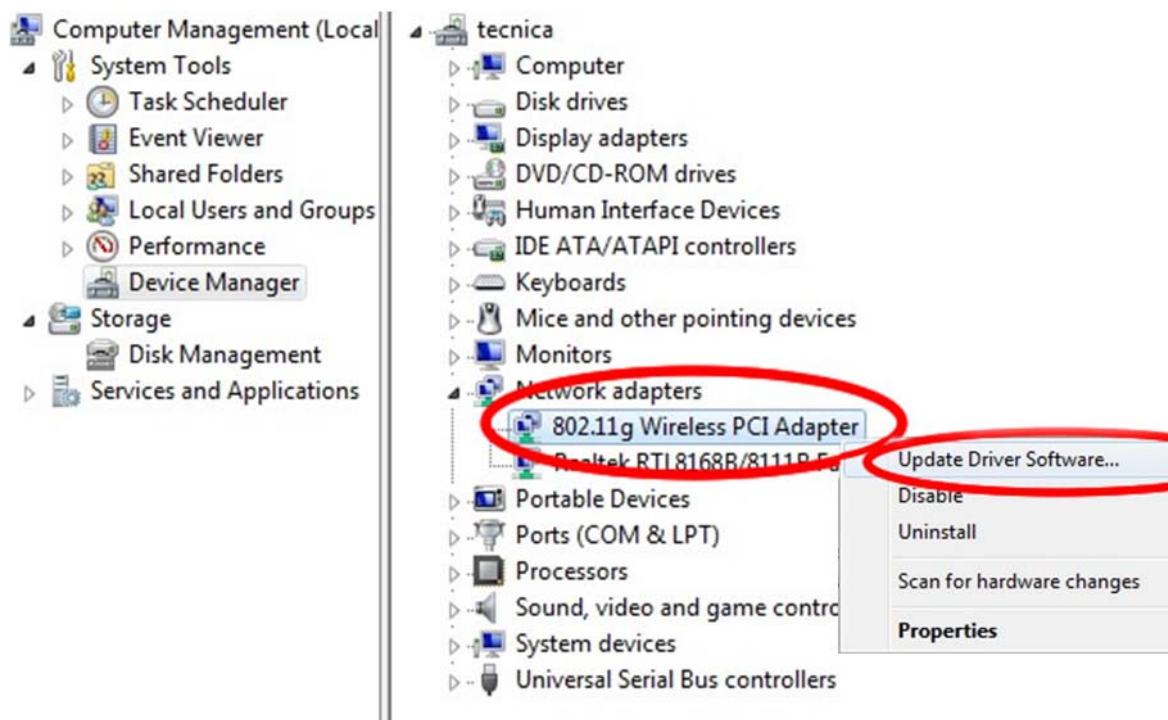 Computer Management (Local
System Tools
Task Scheduler
Event Viewer
Shared Folders
Local Users and Groups
Performance
Device Manager
Storage
Disk Management
Services and Applications
tecnica
Computer
Disk drives
Display adapters
DVD/CD-ROM drives
Human Interface Devices
IDE ATA/ATAPI controllers
Keyboards
Mice and other pointing devices
Monitors
Network adapters
802.11g Wireless PCI Adapter
Realtek RTL8168B/8111B Fa
Portable Devices
Ports (COM & LPT)
Processors
Sound, video and game contro
System devices
Universal Serial Bus controllers
Update Driver Software...
Disable
Uninstall
Scan for hardware changes
Properties